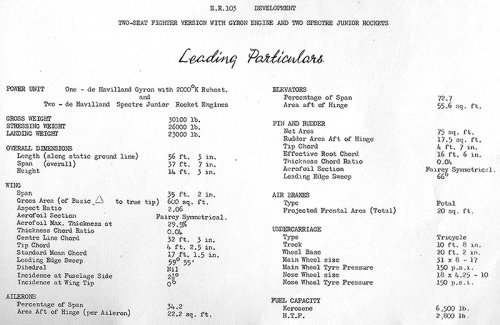 E.R.103 DEVELOPMENT
TWO-SEAT FIGHTER VERSION WITH GYRON ENGINE AND TWO SPECTRE JUNIOR ROCKETS
Leading Particulars
POWER UNIT One - de Havilland Gyron with 2000°K Reheat.
and
Two - de Havilland Spectre Junior Rocket Engines
GROSS WEIGHT 30100 lb.
STRESSING WEIGHT 26000 lb.
LANDING WEIGHT 23000 lb.
OVERALL DIMENSIONS
Length (along static ground line) 56 ft. 3 in.
Span (overall) 37 ft. 7 in.
Height 14 ft. 3 in.
WING
Span 35 ft. 2 in.
Gross Area (of Basic △ to true tip) 600 sq. ft.
Aspect Ratio 2.06
Aerofoil Section Fairey Symmetrical.
Aerofoil Max. Thickness at 29.5%
Thickness Chord Ratio 0.04
Centre Line Chord 32 ft. 3 in.
Tip Chord 4 ft. 2.5 in.
Standard Mean Chord 17 ft. 1.5 in.
Leading Edge Sweep 59° 55'
Dihedral Nil
Incidence at Fuselage Side
Incidence at Wing Tip 0°
AILERONS
Percentage of Span 34.2
Area Aft of Hinge (per Aileron) 22.2 sq. ft.
ELEVATORS
Percentage of Span 72.7
Area aft of Hinge 55.6 sq. ft.
FIN AND RUDDER
Net Area 75 sq. ft.
Rudder Area Aft of Hinge 17.5 sq. ft.
Tip Chord 4 ft. 7 in.
Effective Root Chord 16 ft. 6 in.
Thickness Chord Ratio 0.04
Aerofoil Section Fairey Symmetrical.
Leading Edge Sweep 66°
AIR BRAKES
Type Petal
Projected Frontal Area (Total) 20 sq. ft.
UNDERCARRIAGE
Type Tricycle
Track 10 ft. 8 in.
Wheel Base 20 ft. 2 in.
Main Wheel size 31 x 8 - 17
Main Wheel Tyre Pressure 150 p.s.i.
Nose Wheel size 18 x 4.25 - 10
Nose Wheel Tyre Pressure 150 p.s.i.
FUEL CAPACITY
Kerosene 6,500 lb.
H.T.P. 2,800 lb.